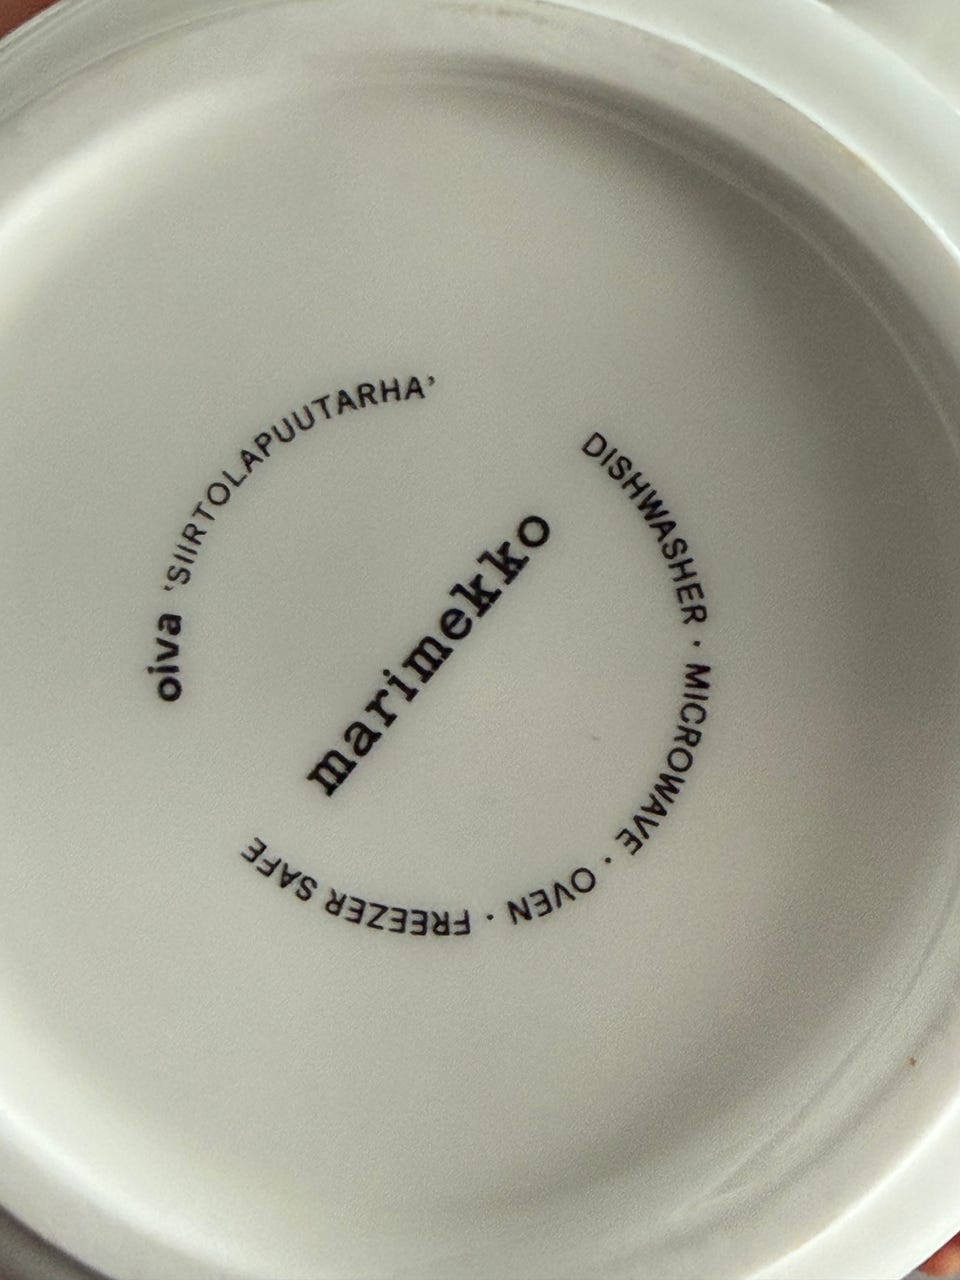 oiva 'SIIRTOLAPUUTARHA'
marimekko
DISHWASHER · MICROWAVE · OVEN · FREEZER SAFE